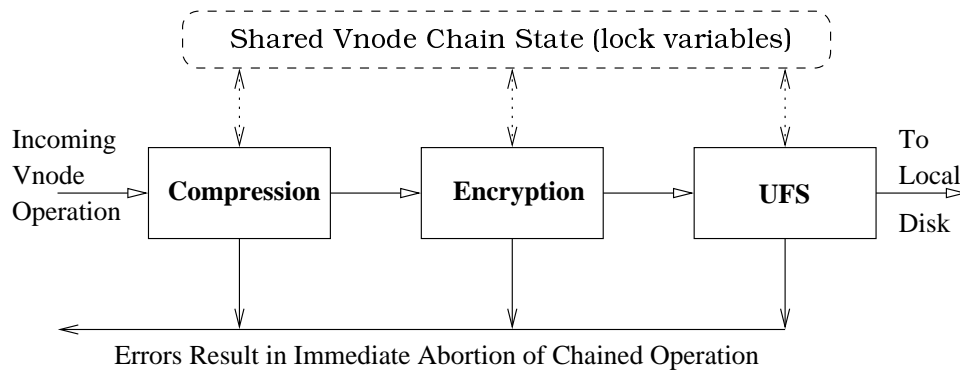 Shared Vnode Chain State (lock variables)
Incoming
Vnode
Operation
Compression
Encryption
UFS
To
Local
Disk
Errors Result in Immediate Abortion of Chained Operation